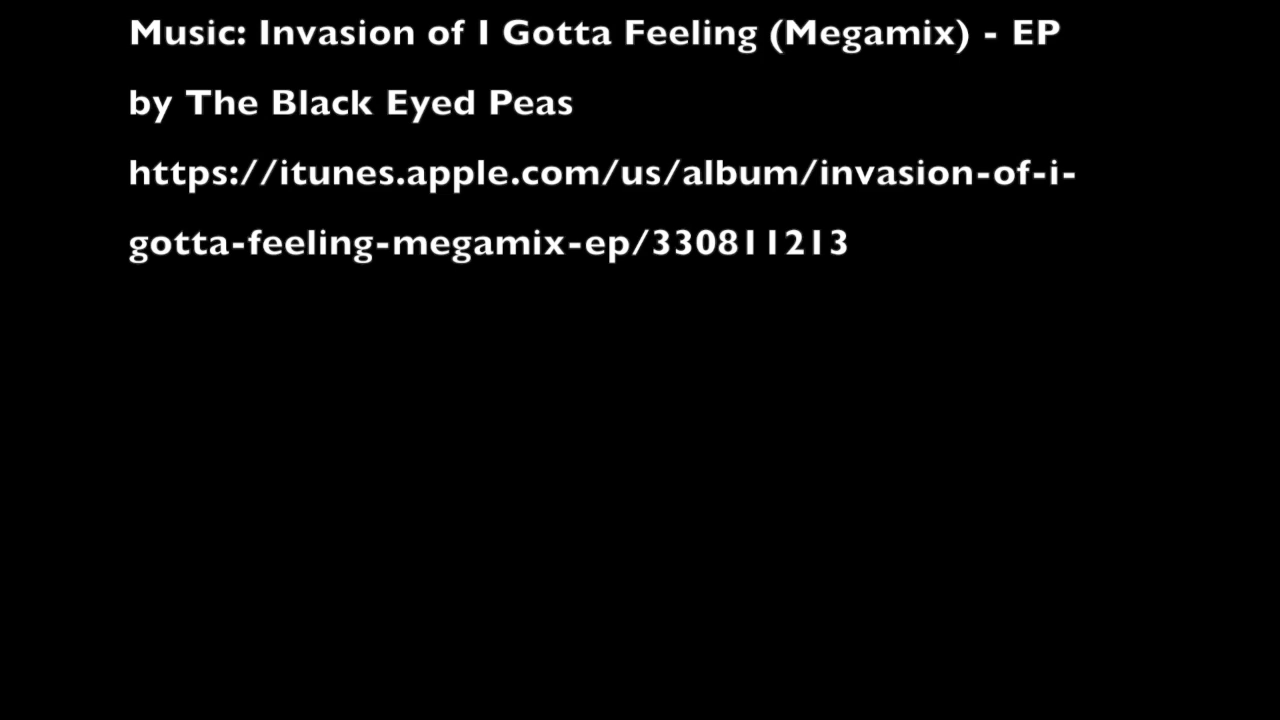 Music: Invasion of I Gotta Feeling (Megamix) - EP
by The Black Eyed Peas
https://itunes.apple.com/us/album/invasion-of-i-
gotta-feeling-megamix-ep/330811213